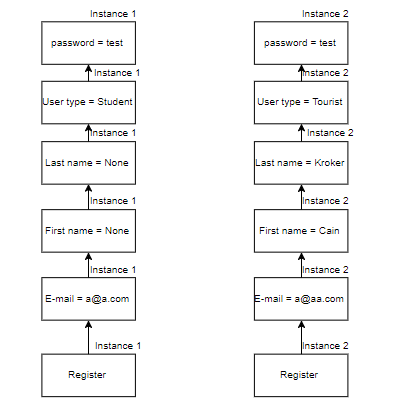 Instance 1
password = test
Instance 1
User type = Student
Instance 1
Last name = None
Instance 1
First name = None
Instance 1
E-mail = a@a.com
Instance 1
Register
Instance 2
password = test
Instance 2
User type = Tourist
Instance 2
Last name = Kroker
Instance 2
First name = Cain
Instance 2
E-mail = a@aa.com
Instance 2
Register